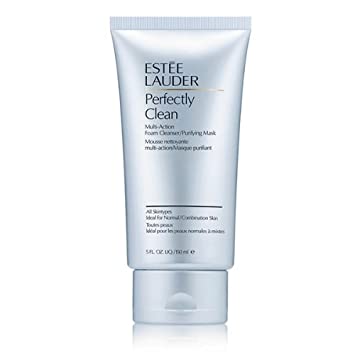 ESTĒE
LAUDER
Perfectly
Clean
Multi-Action
Foam Cleanser/Purifying Mask
Mousse nettoyante
multi-action/Masque purifiant
All Skintypes
Ideal for Normal/Combination Skin
Toutes peaux
Idéal pour les peaux normales à mixtes
5 FL. OZ. LIQ./150 ml e